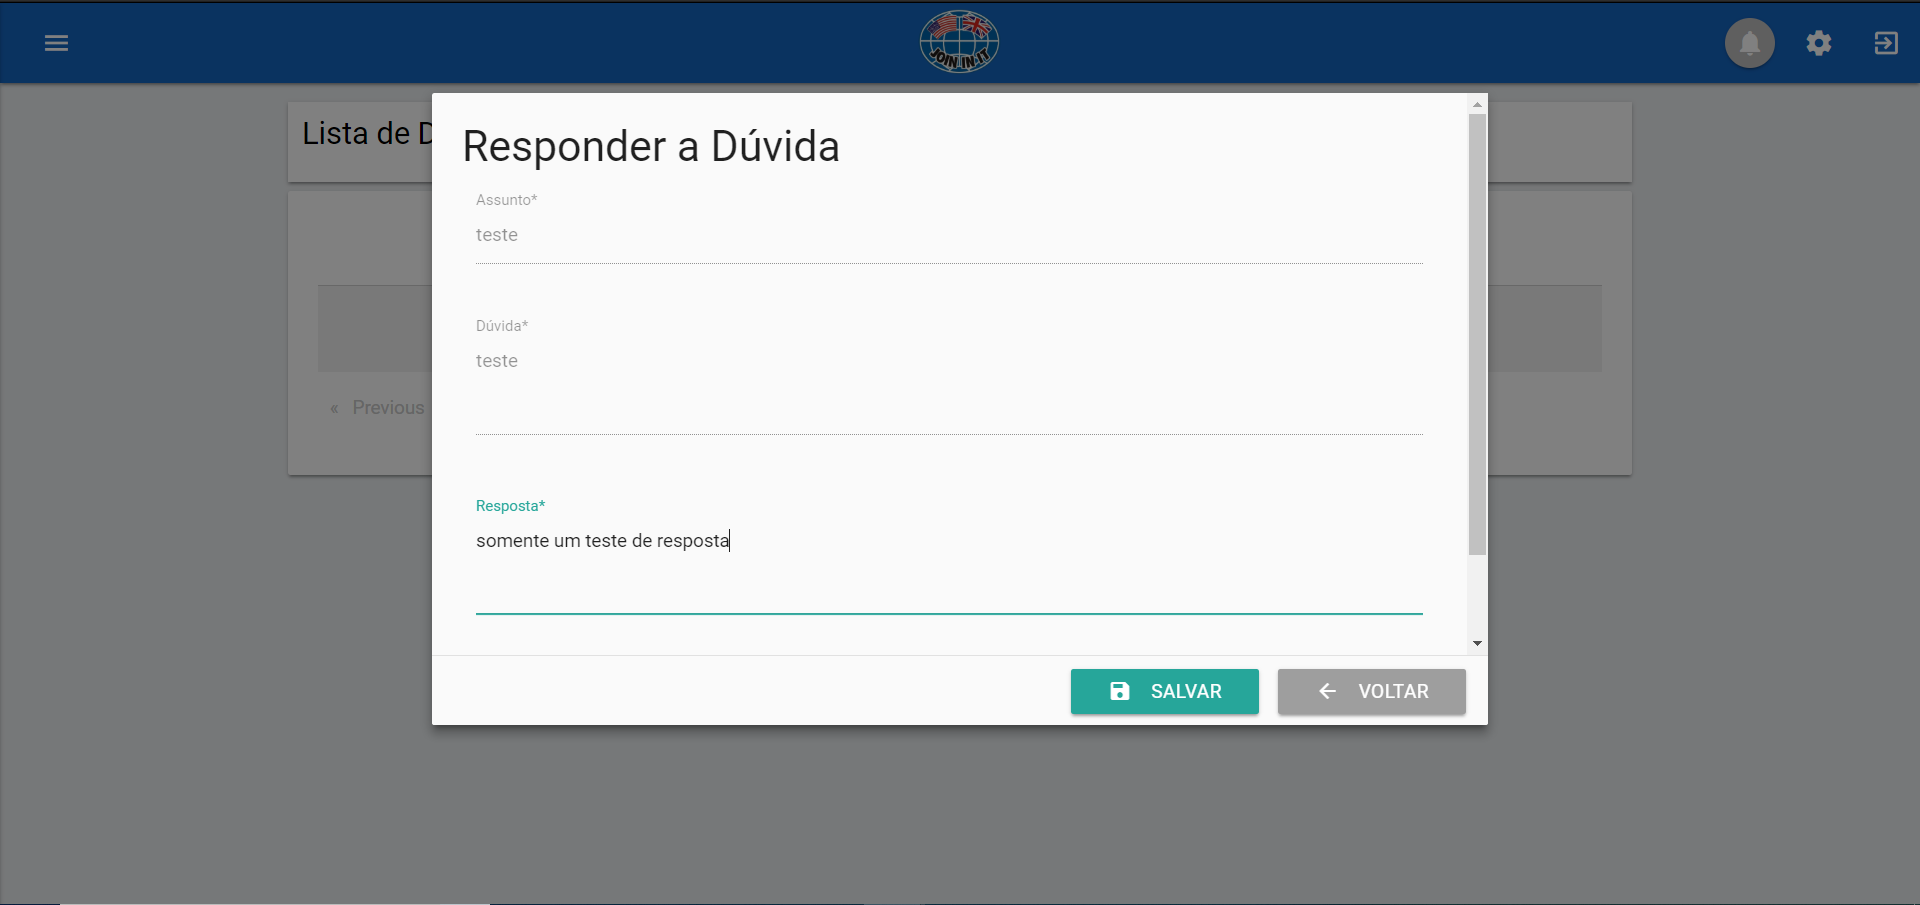 JOIN IN IT
Lista de D
Responder a Dúvida
Assunto*
teste
Dúvida*
teste
« Previous
Resposta*
somente um teste de resposta
SALVAR
VOLTAR